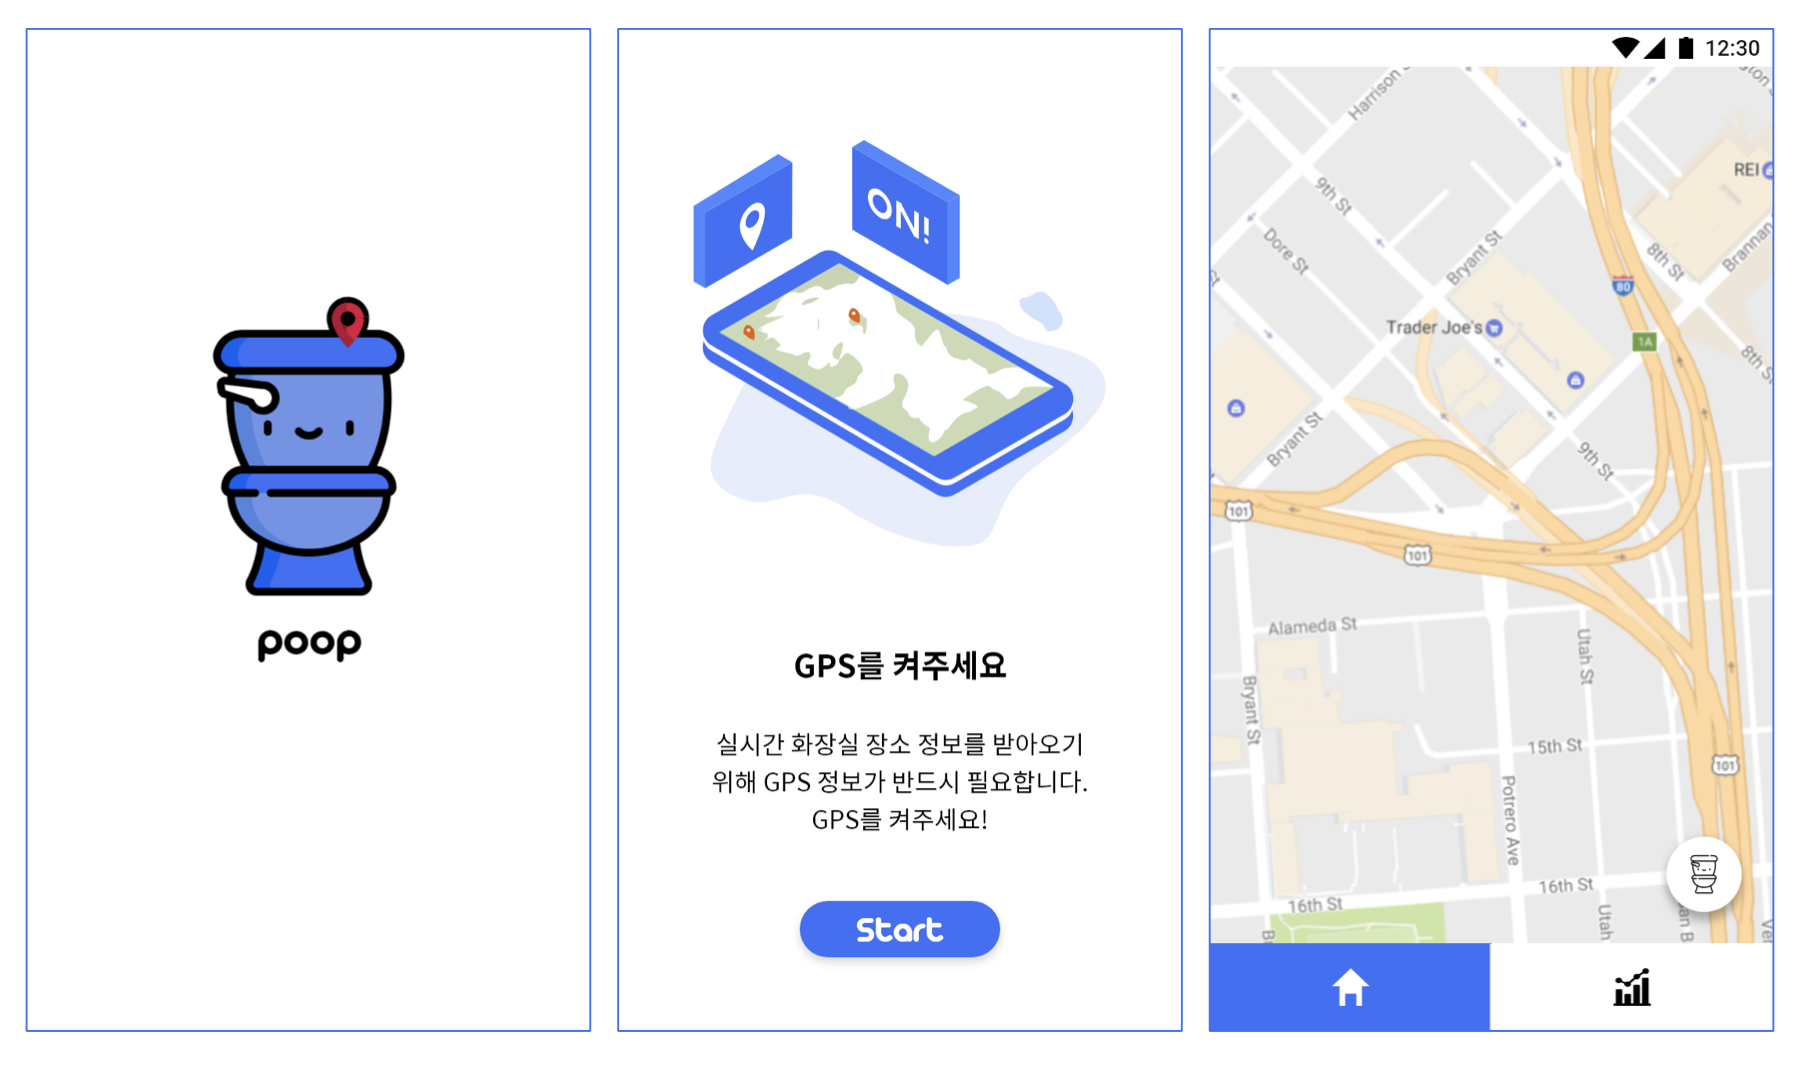 poop
ON!
GPS를 켜주세요
실시간 화장실 장소 정보를 받아오기
위해 GPS 정보가 반드시 필요합니다.
GPS를 켜주세요!
Start
12:30
Harrison
REI
9th St
Dore St
Bryant St
8th St
Brannan
80
Trader Joe's
1A
8th St
Bryant St
9th St
101
101
Alameda St
Utah St
Bryant St
15th St
101
Potrero Ave
16th St
16th St
Utah